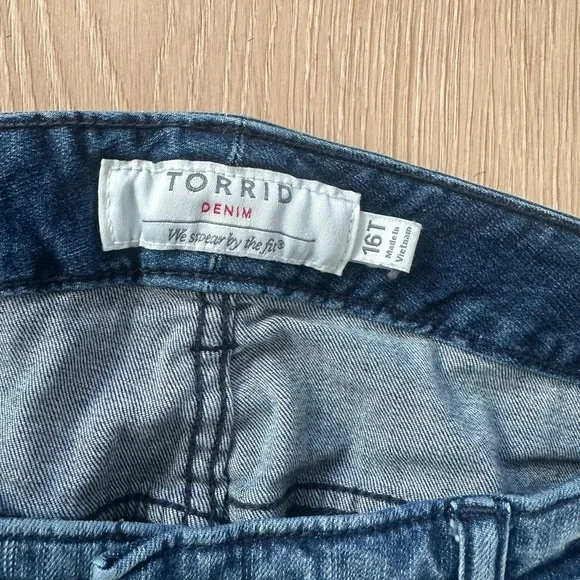 TORRID
DENIM
We swear by the fit®
16T
Made in
Vietnam